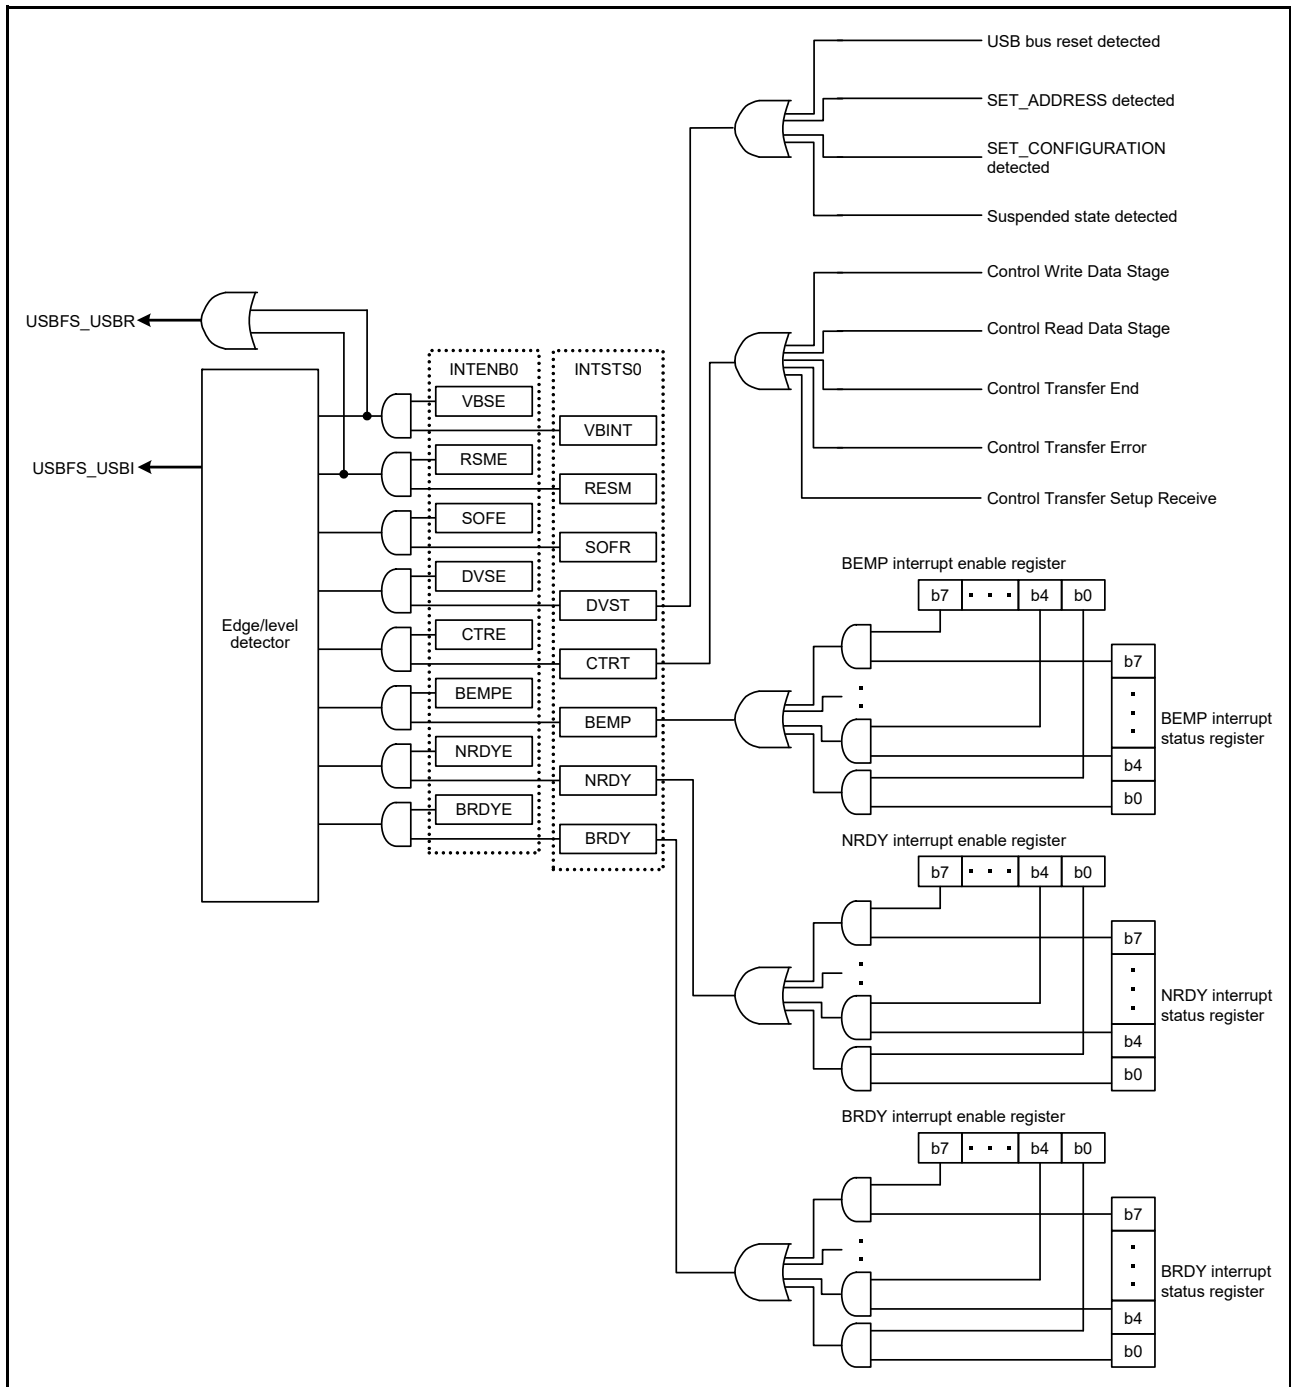 USB bus reset detected
SET_ADDRESS detected
SET_CONFIGURATION
detected
Suspended state detected
Control Write Data Stage
Control Read Data Stage
Control Transfer End
Control Transfer Error
Control Transfer Setup Receive
USBFS_USBR
USBFS_USBI
Edge/level
detector
INTENB0
VBSE
RSME
SOFE
DVSE
CTRE
BEMPE
NRDYE
BRDYE
INTSTS0
VBINT
RESM
SOFR
DVST
CTRT
BEMP
NRDY
BRDY
BEMP interrupt enable register
b7 · · · b4 b0
b7
b4
b0
BEMP interrupt
status register
NRDY interrupt enable register
b7 · · · b4 b0
b7
b4
b0
NRDY interrupt
status register
BRDY interrupt enable register
b7 · · · b4 b0
b7
b4
b0
BRDY interrupt
status register